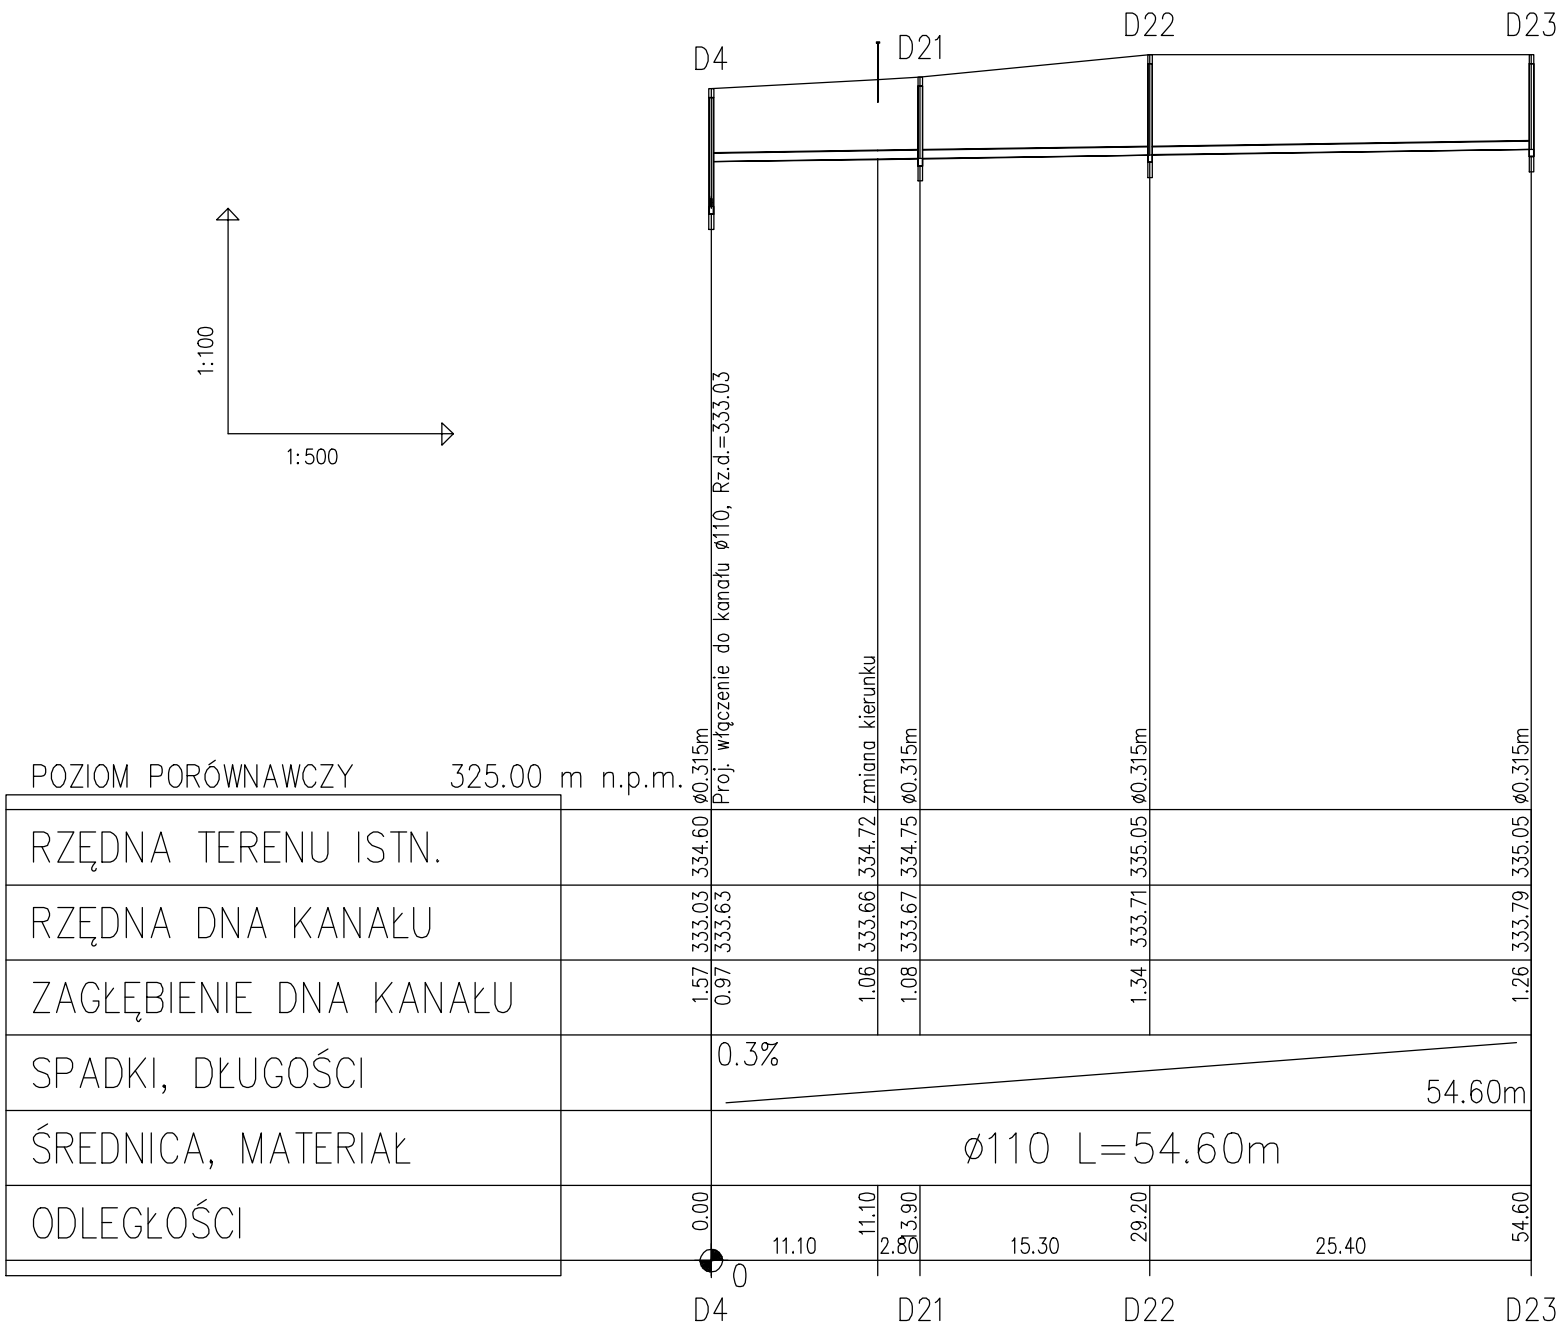 D4 D21 D22 D23
1:100
1:500
Proj. włączenie do kanału ø110, Rz.d.=333.03
zmiana kierunku
POZIOM PORÓWNAWCZY 325.00 m n.p.m.
ø0.315m ø0.315m ø0.315m ø0.315m
RZĘDNA TERENU ISTN. 334.60 334.72 334.75 335.05 335.05
RZĘDNA DNA KANAŁU 333.03 333.63 333.66 333.67 333.71 333.79
ZAGŁĘBIENIE DNA KANAŁU 1.57 0.97 1.06 1.08 1.34 1.26
SPADKI, DŁUGOŚCI 0.3% 54.60m
ŚREDNICA, MATERIAŁ ø110 L=54.60m
ODLEGŁOŚCI 0.00 11.10 13.90 29.20 54.60
11.10 2.80 15.30 25.40
0
D4 D21 D22 D23